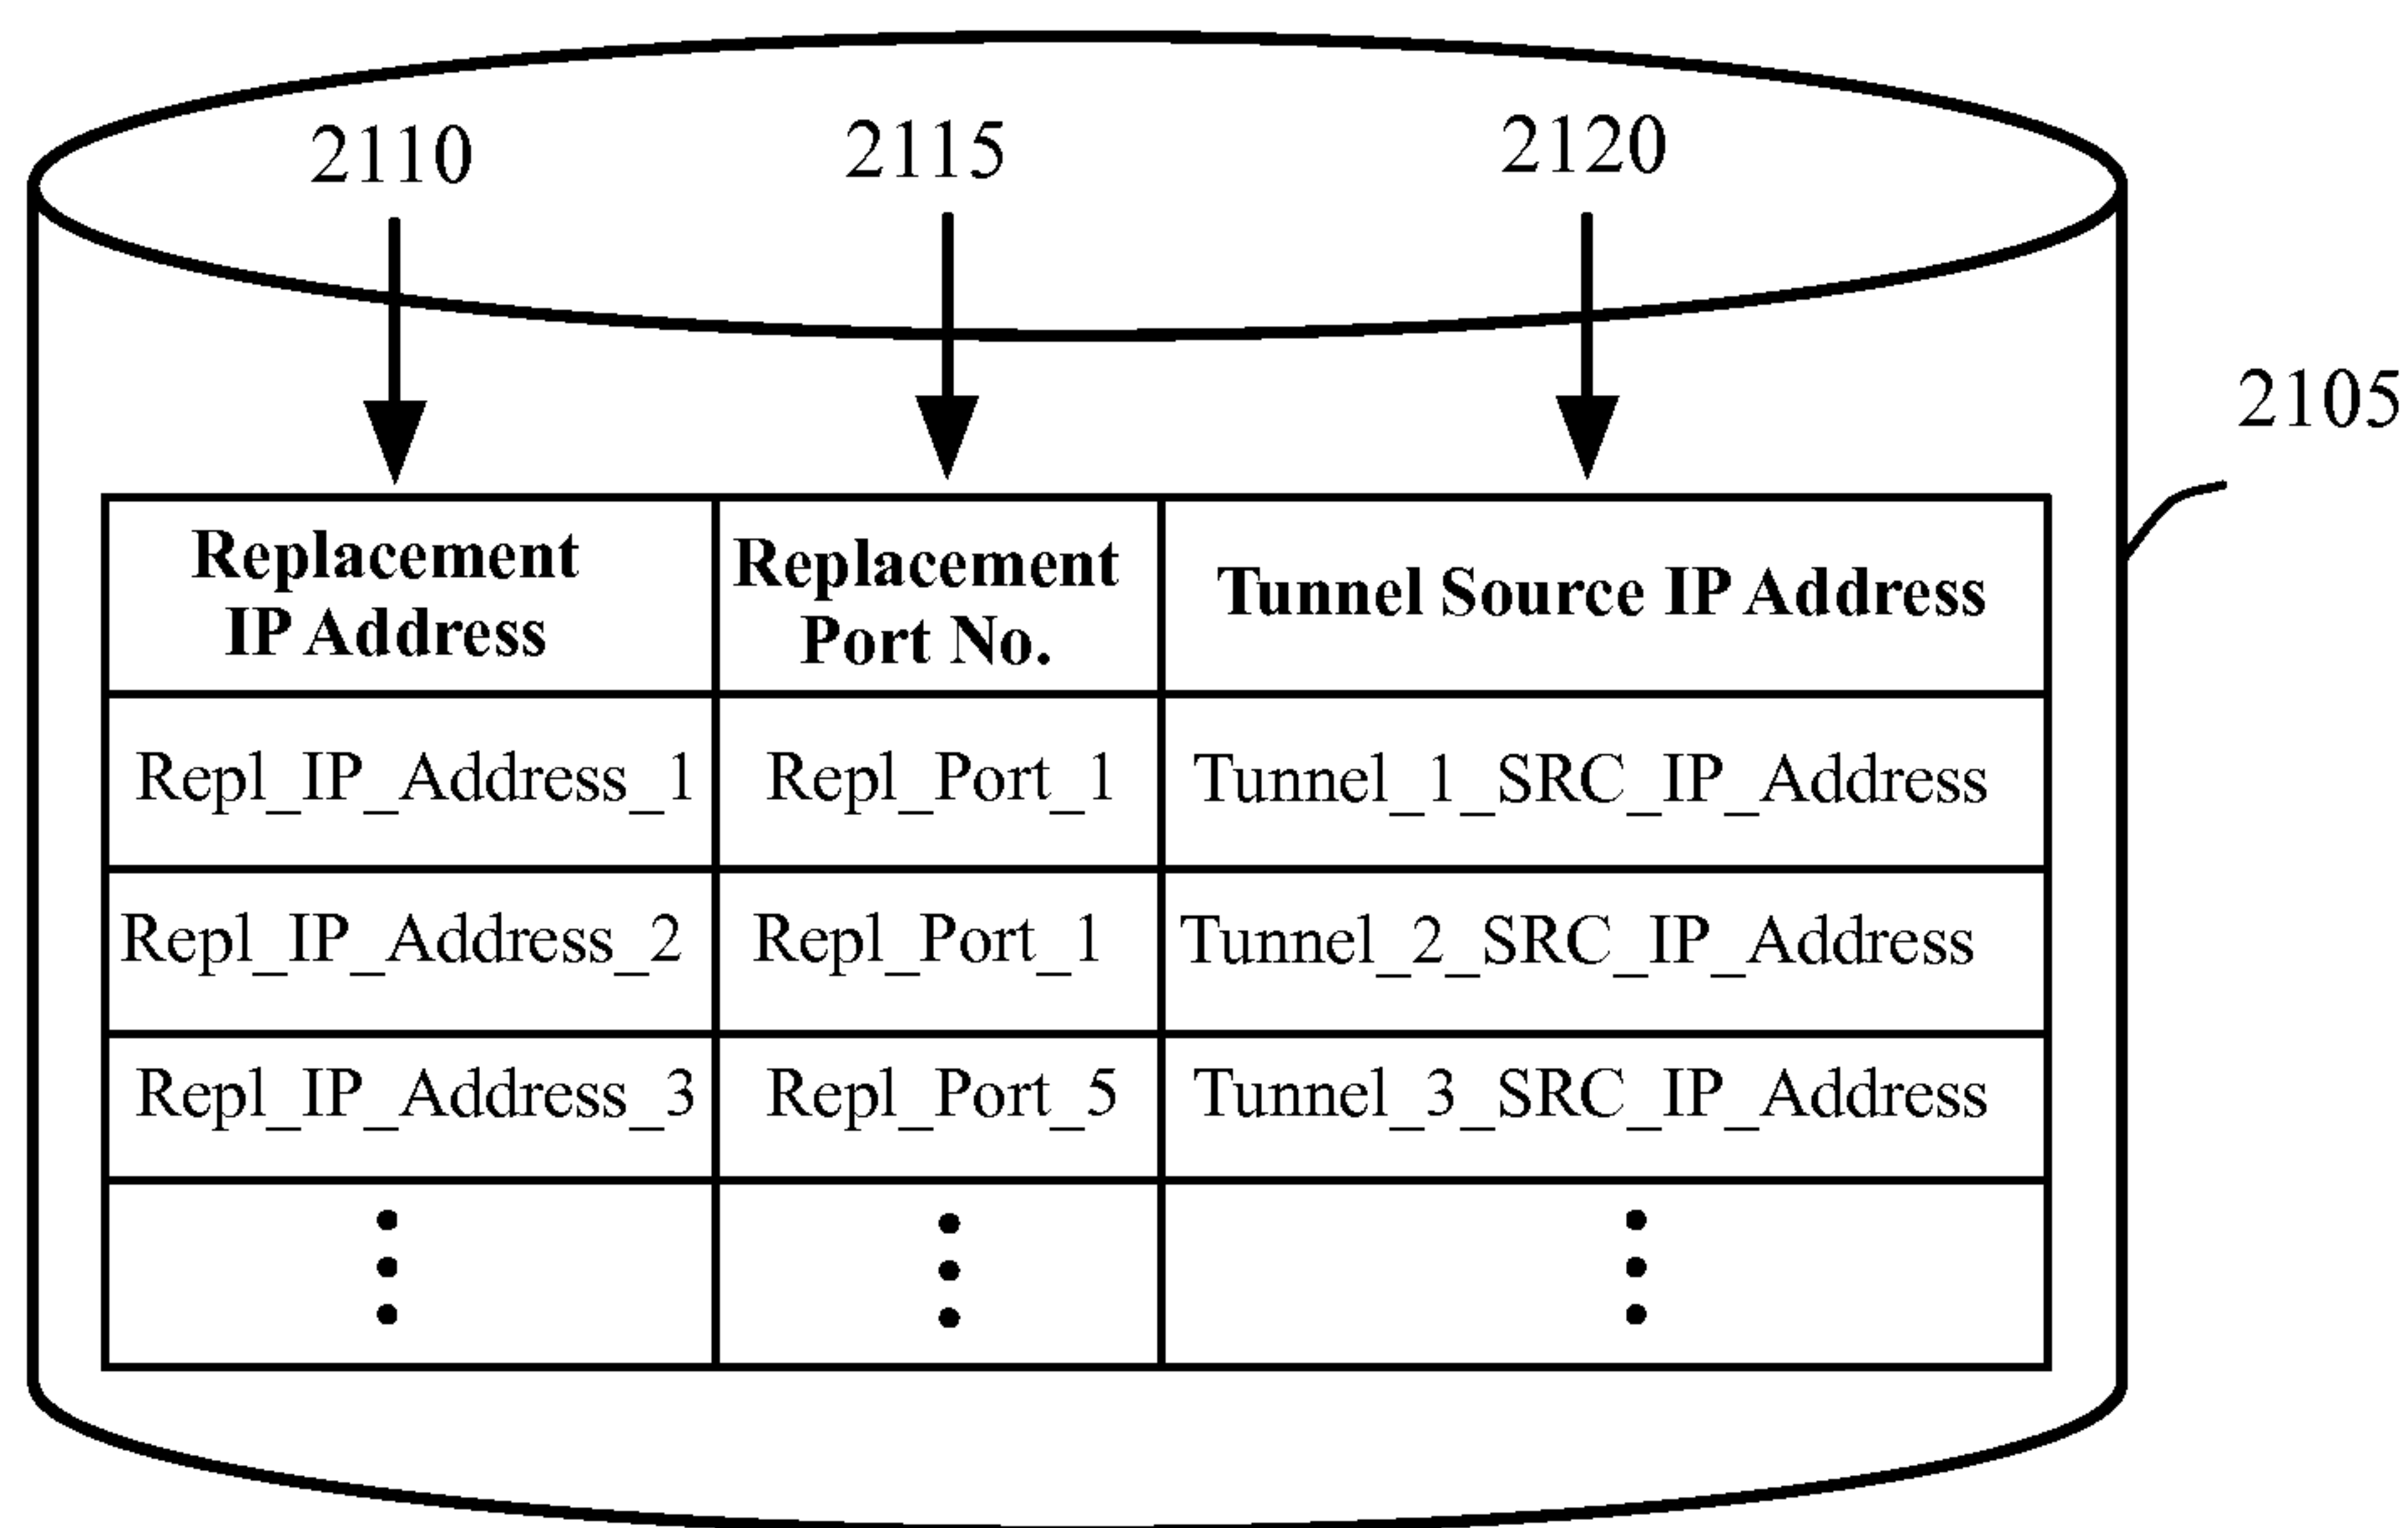 2110 2115 2120
2105
Replacement
IP Address
Replacement
Port No.
Tunnel Source IP Address
Repl_IP_Address_1 Repl_Port_1 Tunnel_1_SRC_IP_Address
Repl_IP_Address_2 Repl_Port_1 Tunnel_2_SRC_IP_Address
Repl_IP_Address_3 Repl_Port_5 Tunnel_3_SRC_IP_Address